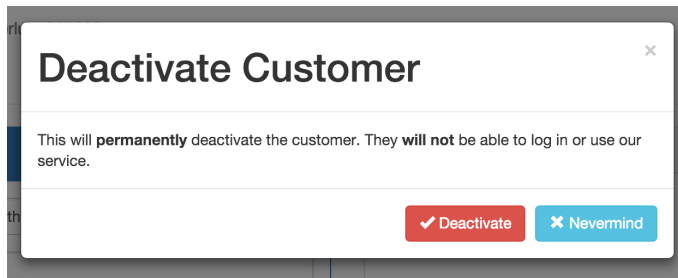 Deactivate Customer
This will permanently deactivate the customer. They will not be able to log in or use our
service.
Deactivate Nevermind